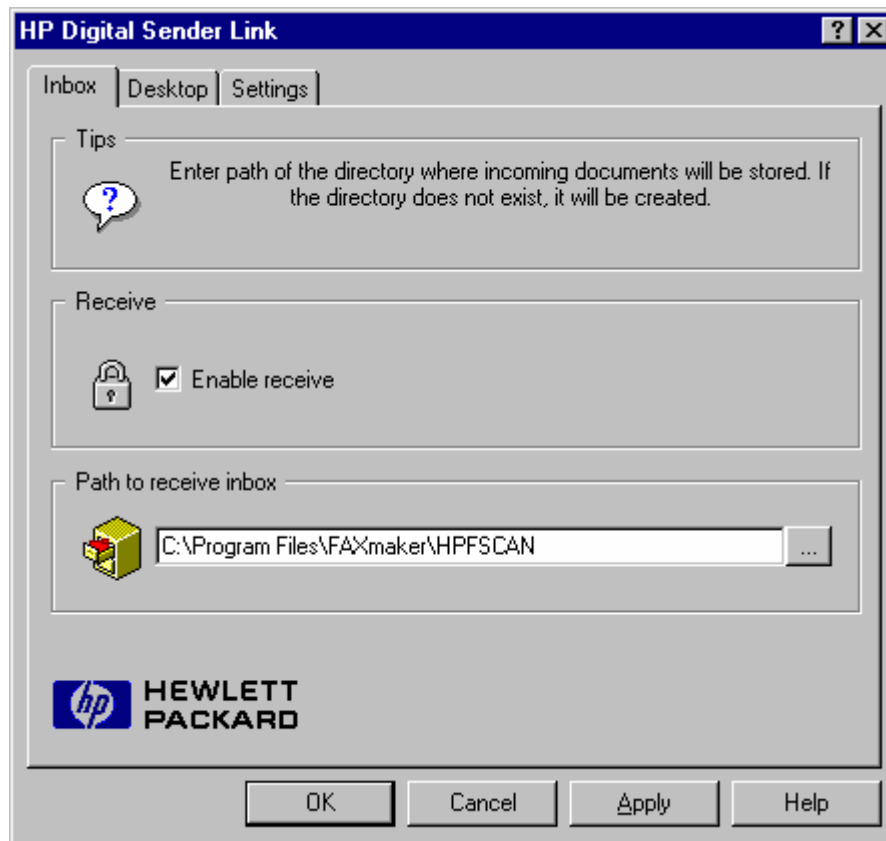 HP Digital Sender Link
Inbox Desktop Settings
Tips
Enter path of the directory where incoming documents will be stored. If
the directory does not exist, it will be created.
Receive
Enable receive
Path to receive inbox
C:\Program Files\FAXmaker\HPFSCAN
...
hp HEWLETT
PACKARD
OK Cancel Apply Help